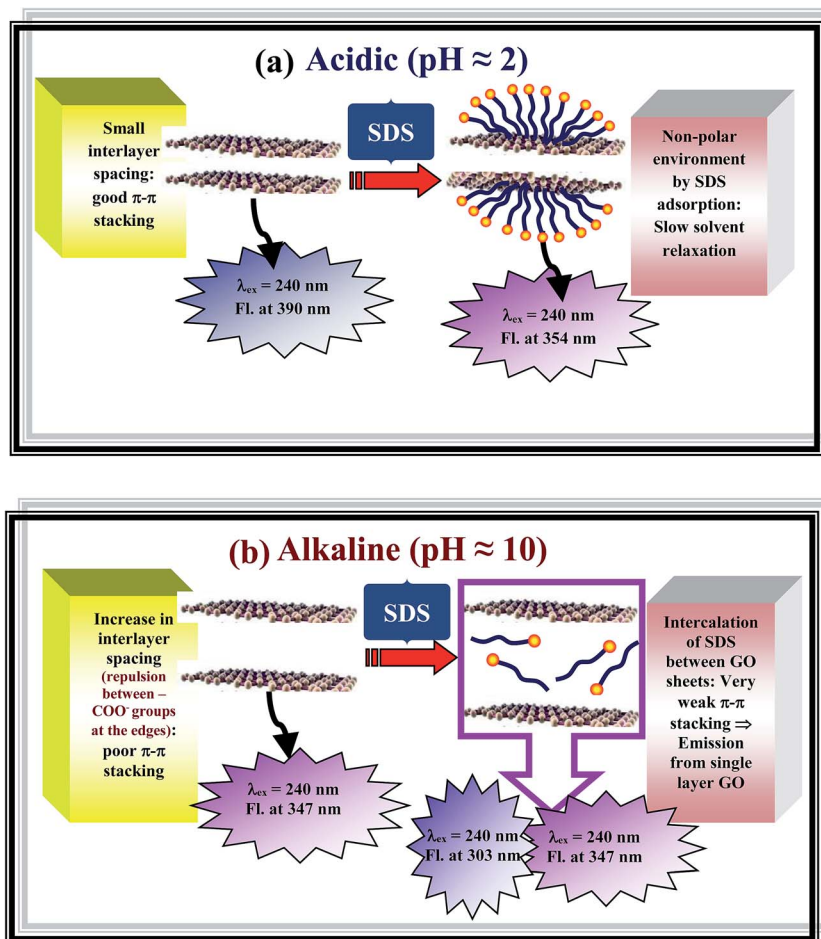 (a) Acidic (pH ≈ 2)
Small
interlayer
spacing:
good π-π
stacking
SDS
Non-polar
environment
by SDS
adsorption:
Slow solvent
relaxation
λex = 240 nm
Fl. at 390 nm
λex = 240 nm
Fl. at 354 nm
(b) Alkaline (pH ≈ 10)
Increase in
interlayer
spacing
(repulsion
between –
COO- groups
at the edges):
poor π-π
stacking
SDS
Intercalation
of SDS
between GO
sheets: Very
weak π-π
stacking ⇒
Emission
from single
layer GO
λex = 240 nm
Fl. at 347 nm
λex = 240 nm
Fl. at 303 nm
λex = 240 nm
Fl. at 347 nm